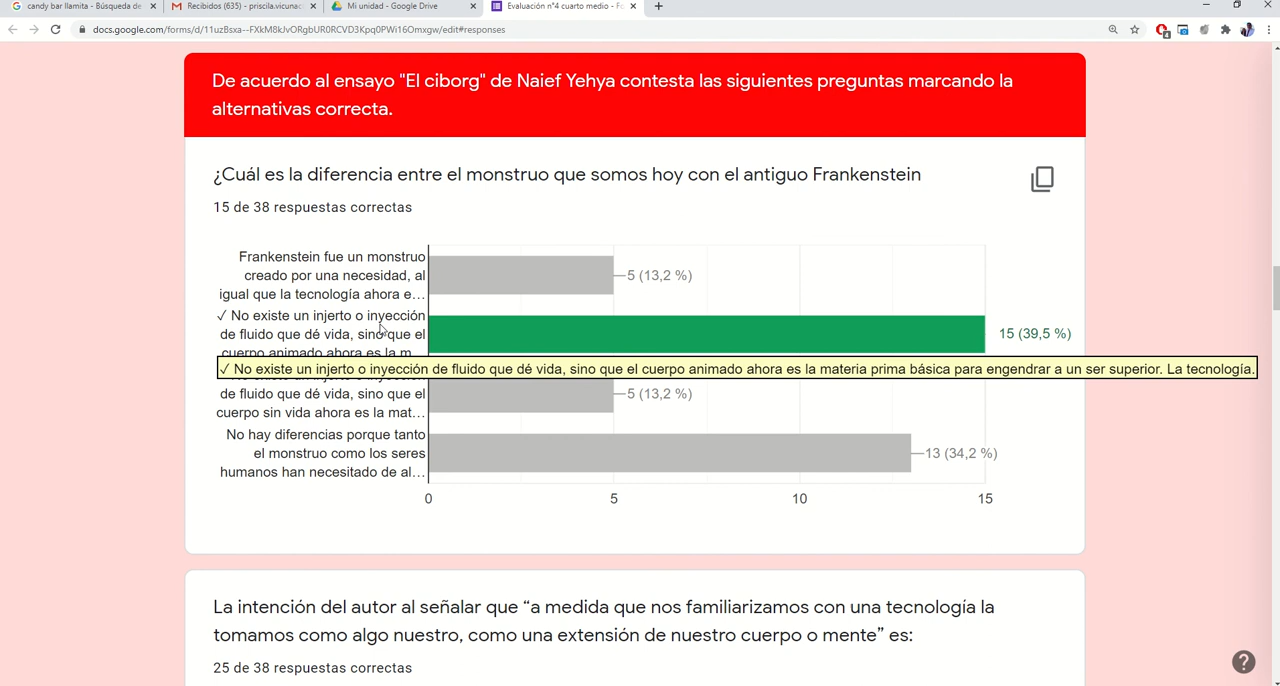 candy bar llamita - Búsqueda de
Recibidos (635) - priscila.vicunac
Mi unidad - Google Drive
Evaluación n°4 cuarto medio - Fo
docs.google.com/forms/d/11uzBsxa--FXkM8kJvORgbUR0RCVD3Kpq0PWi16Omxgw/edit#responses
De acuerdo al ensayo "El ciborg" de Naief Yehya contesta las siguientes preguntas marcando la
alternativas correcta.
¿Cuál es la diferencia entre el monstruo que somos hoy con el antiguo Frankenstein
15 de 38 respuestas correctas
Frankenstein fue un monstruo
creado por una necesidad, al
igual que la tecnología ahora e…
5 (13,2 %)
✓ No existe un injerto o inyección
de fluido que dé vida, sino que el
cuerpo animado ahora es la m…
15 (39,5 %)
✓ No existe un injerto o inyección de fluido que dé vida, sino que el cuerpo animado ahora es la materia prima básica para engendrar a un ser superior. La tecnología.
de fluido que dé vida, sino que el
cuerpo sin vida ahora es la mat…
5 (13,2 %)
No hay diferencias porque tanto
el monstruo como los seres
humanos han necesitado de al…
13 (34,2 %)
0 5 10 15
La intención del autor al señalar que “a medida que nos familiarizamos con una tecnología la
tomamos como algo nuestro, como una extensión de nuestro cuerpo o mente” es:
25 de 38 respuestas correctas